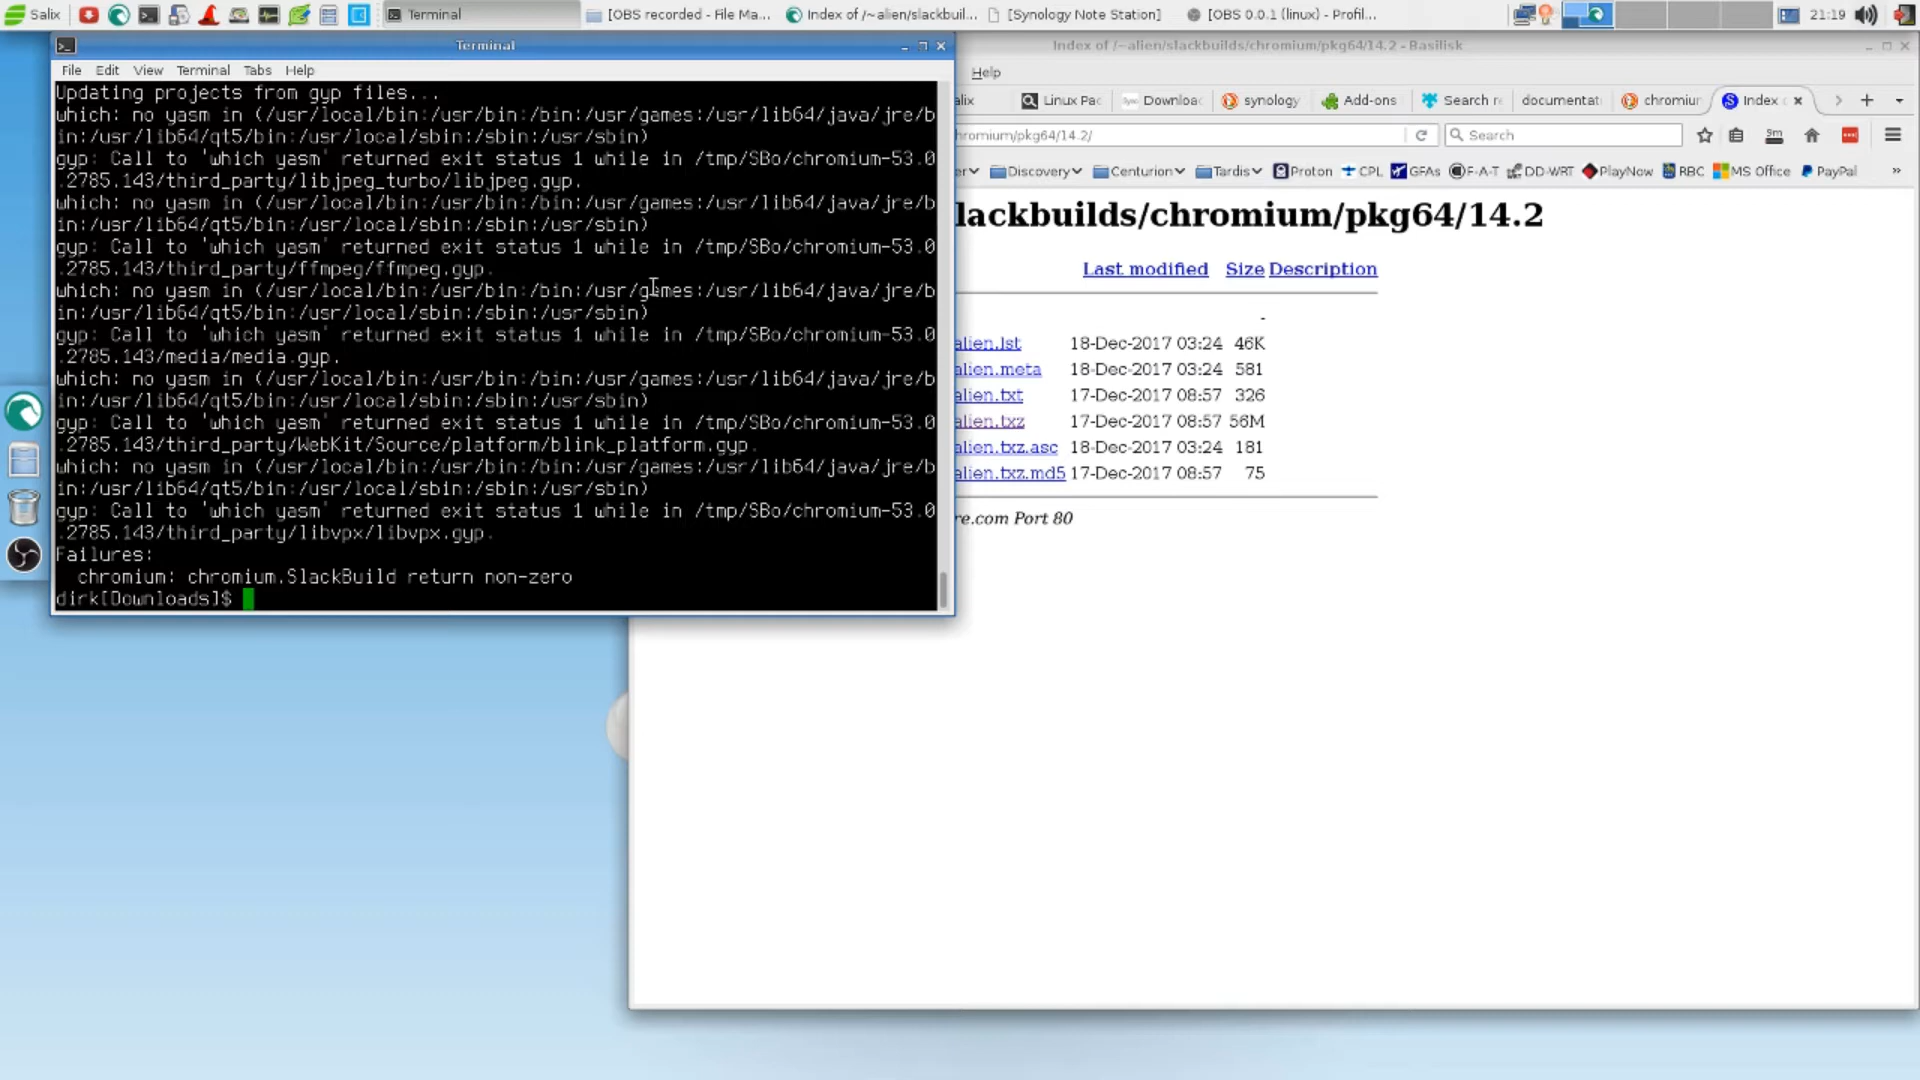 Salix
Terminal
[OBS recorded - File Ma...
Index of /~alien/slackbuil...
[Synology Note Station]
[OBS 0.0.1 (linux) - Profil...
21:19
Terminal
File Edit View Terminal Tabs Help
Updating projects from gyp files...
which: no yasm in (/usr/local/bin:/usr/bin:/bin:/usr/games:/usr/lib64/java/jre/b
in:/usr/lib64/qt5/bin:/usr/local/sbin:/sbin:/usr/sbin)
gyp: Call to 'which yasm' returned exit status 1 while in /tmp/SBo/chromium-53.0
.2785.143/third_party/libjpeg_turbo/libjpeg.gyp.
which: no yasm in (/usr/local/bin:/usr/bin:/bin:/usr/games:/usr/lib64/java/jre/b
in:/usr/lib64/qt5/bin:/usr/local/sbin:/sbin:/usr/sbin)
gyp: Call to 'which yasm' returned exit status 1 while in /tmp/SBo/chromium-53.0
.2785.143/third_party/ffmpeg/ffmpeg.gyp.
which: no yasm in (/usr/local/bin:/usr/bin:/bin:/usr/games:/usr/lib64/java/jre/b
in:/usr/lib64/qt5/bin:/usr/local/sbin:/sbin:/usr/sbin)
gyp: Call to 'which yasm' returned exit status 1 while in /tmp/SBo/chromium-53.0
.2785.143/media/media.gyp.
which: no yasm in (/usr/local/bin:/usr/bin:/bin:/usr/games:/usr/lib64/java/jre/b
in:/usr/lib64/qt5/bin:/usr/local/sbin:/sbin:/usr/sbin)
gyp: Call to 'which yasm' returned exit status 1 while in /tmp/SBo/chromium-53.0
.2785.143/third_party/WebKit/Source/platform/blink_platform.gyp.
which: no yasm in (/usr/local/bin:/usr/bin:/bin:/usr/games:/usr/lib64/java/jre/b
in:/usr/lib64/qt5/bin:/usr/local/sbin:/sbin:/usr/sbin)
gyp: Call to 'which yasm' returned exit status 1 while in /tmp/SBo/chromium-53.0
.2785.143/third_party/libvpx/libvpx.gyp.
Failures:
chromium: chromium.SlackBuild return non-zero
dirk[Downloads]$
Index of /~alien/slackbuilds/chromium/pkg64/14.2 - Basilisk
Help
alix Linux Pac Downloa synology Add-ons Search r documentat chromiur Index
hromium/pkg64/14.2/ Search
er Discovery Centurion Tardis Proton CPL GFAs F-A-T DD-WRT PlayNow RBC MS Office PayPal
lackbuilds/chromium/pkg64/14.2
Last modified Size Description
-
alien.lst 18-Dec-2017 03:24 46K
alien.meta 18-Dec-2017 03:24 581
alien.txt 17-Dec-2017 08:57 326
alien.txz 17-Dec-2017 08:57 56M
alien.txz.asc 18-Dec-2017 03:24 181
alien.txz.md5 17-Dec-2017 08:57 75
re.com Port 80